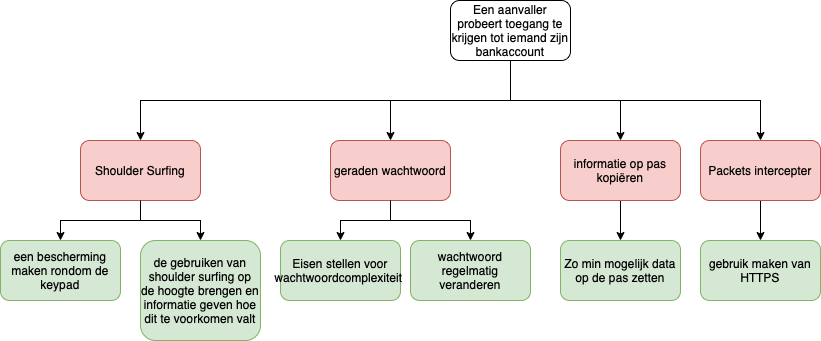 Een aanvaller
probeert toegang te
krijgen tot iemand zijn
bankaccount
Shoulder Surfing
geraden wachtwoord
informatie op pas
kopiëren
Packets intercepter
een bescherming
maken rondom de
keypad
de gebruiken van
shoulder surfing op
de hoogte brengen en
informatie geven hoe
dit te voorkomen valt
Eisen stellen voor
wachtwoordcomplexiteit
wachtwoord
regelmatig
veranderen
Zo min mogelijk data
op de pas zetten
gebruik maken van
HTTPS